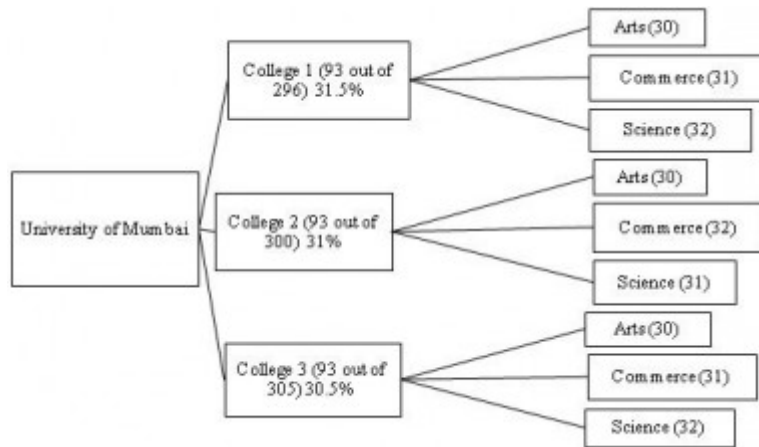 University of Mumbai
College 1 (93 out of
296) 31.5%
Arts (30)
Commerce (31)
Science (32)
College 2 (93 out of
300) 31%
Arts (30)
Commerce (32)
Science (31)
College 3 (93 out of
305) 30.5%
Arts (30)
Commerce (31)
Science (32)